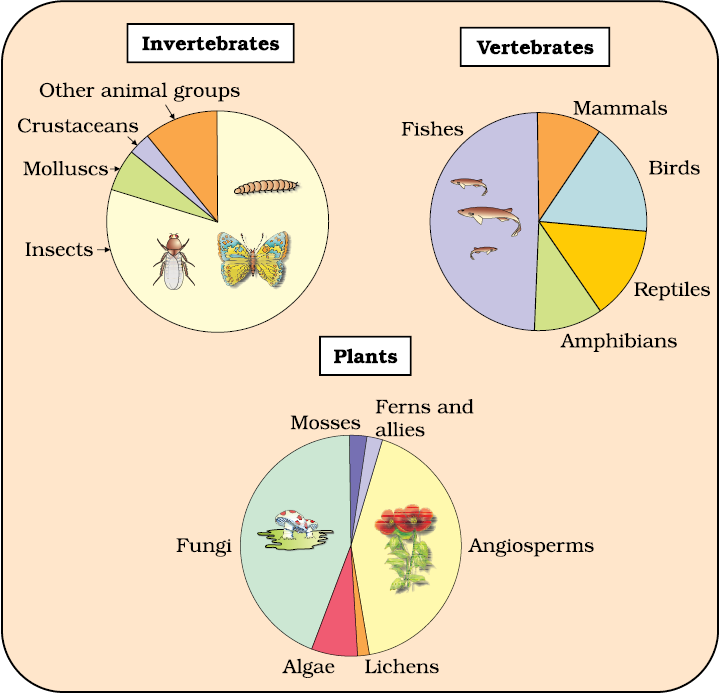 Invertebrates
Other animal groups
Crustaceans
Molluscs
Insects
Vertebrates
Fishes
Mammals
Birds
Reptiles
Amphibians
Plants
Mosses
Ferns and
allies
Fungi
Angiosperms
Algae
Lichens